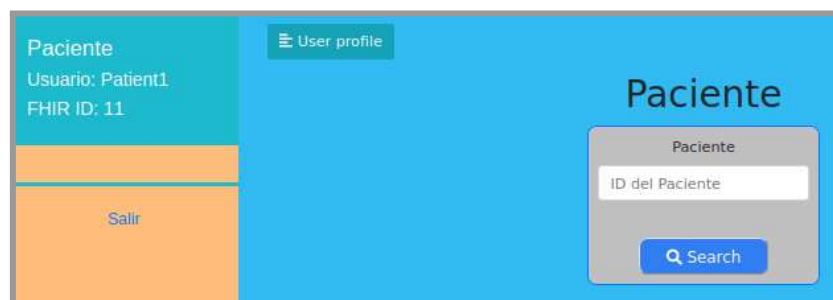 Paciente
Usuario: Patient1
FHIR ID: 11
Salir
User profile
Paciente
Paciente
ID del Paciente
Search